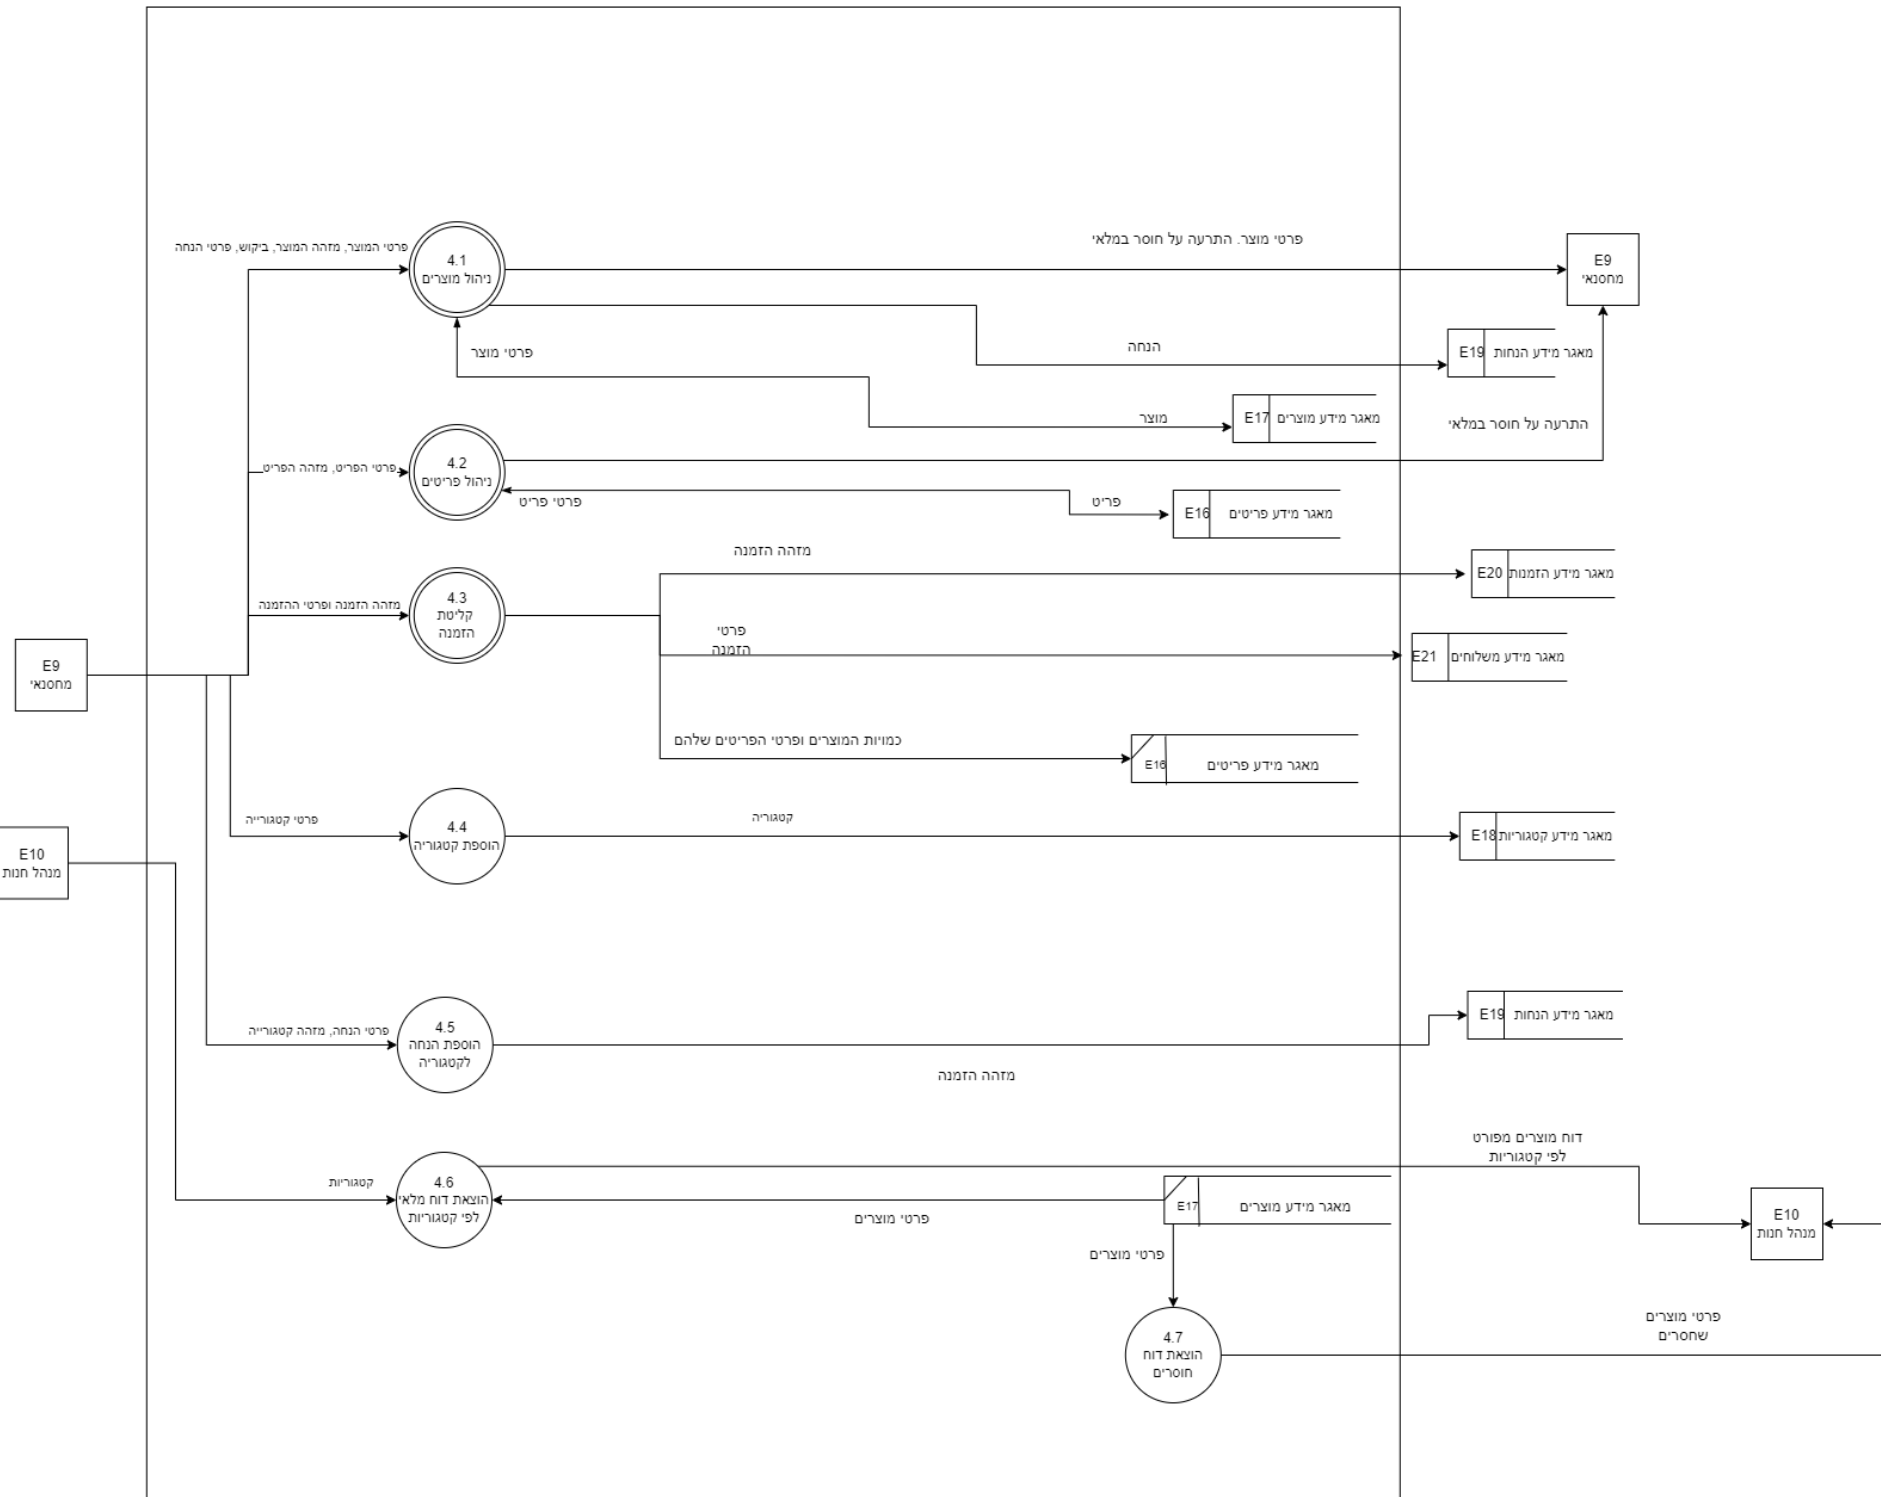 פרטי המוצר, מזהה המוצר, ביקוש, פרטי הנחה
4.1
ניהול מוצרים
פרטי מוצר. התרעה על חוסר במלאי
E9
מחסנאי
הנחה
E19
מאגר מידע הנחות
פרטי מוצר
מוצר
E17
מאגר מידע מוצרים
התרעה על חוסר במלאי
פרטי הפריט, מזהה הפריט
4.2
ניהול פריטים
פרטי פריט
פריט
E16
מאגר מידע פריטים
מזהה הזמנה
E20
מאגר מידע הזמנות
מזהה הזמנה ופרטי ההזמנה
4.3
קליטת
הזמנה
פרטי
הזמנה
E21
מאגר מידע משלוחים
E9
מחסנאי
כמויות המוצרים ופרטי הפריטים שלהם
E16
מאגר מידע פריטים
פרטי קטגורייה
4.4
הוספת קטגוריה
קטגוריה
E18
מאגר מידע קטגוריות
E10
מנהל חנות
פרטי הנחה, מזהה קטגורייה
4.5
הוספת הנחה
לקטגוריה
מזהה הזמנה
E19
מאגר מידע הנחות
דוח מוצרים מפורט
לפי קטגוריות
קטגוריות
4.6
הוצאת דוח מלאי
לפי קטגוריות
פרטי מוצרים
E17
מאגר מידע מוצרים
E10
מנהל חנות
פרטי מוצרים
4.7
הוצאת דוח
חוסרים
פרטי מוצרים
שחסרים